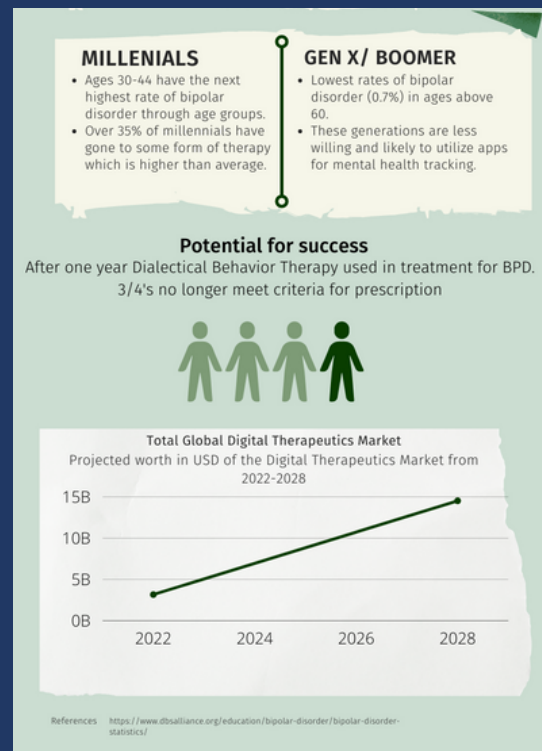 MILLENIALS
• Ages 30-44 have the next
highest rate of bipolar
disorder through age groups.
• Over 35% of millennials have
gone to some form of therapy
which is higher than average.
GEN X/ BOOMER
• Lowest rates of bipolar
disorder (0.7%) in ages above
60.
• These generations are less
willing and likely to utilize apps
for mental health tracking.
Potential for success
After one year Dialectical Behavior Therapy used in treatment for BPD.
3/4's no longer meet criteria for prescription
Total Global Digital Therapeutics Market
Projected worth in USD of the Digital Therapeutics Market from
2022-2028
15B
10B
5B
0B
2022 2024 2026 2028
References https://www.dbsalliance.org/education/bipolar-disorder/bipolar-disorder-
statistics/